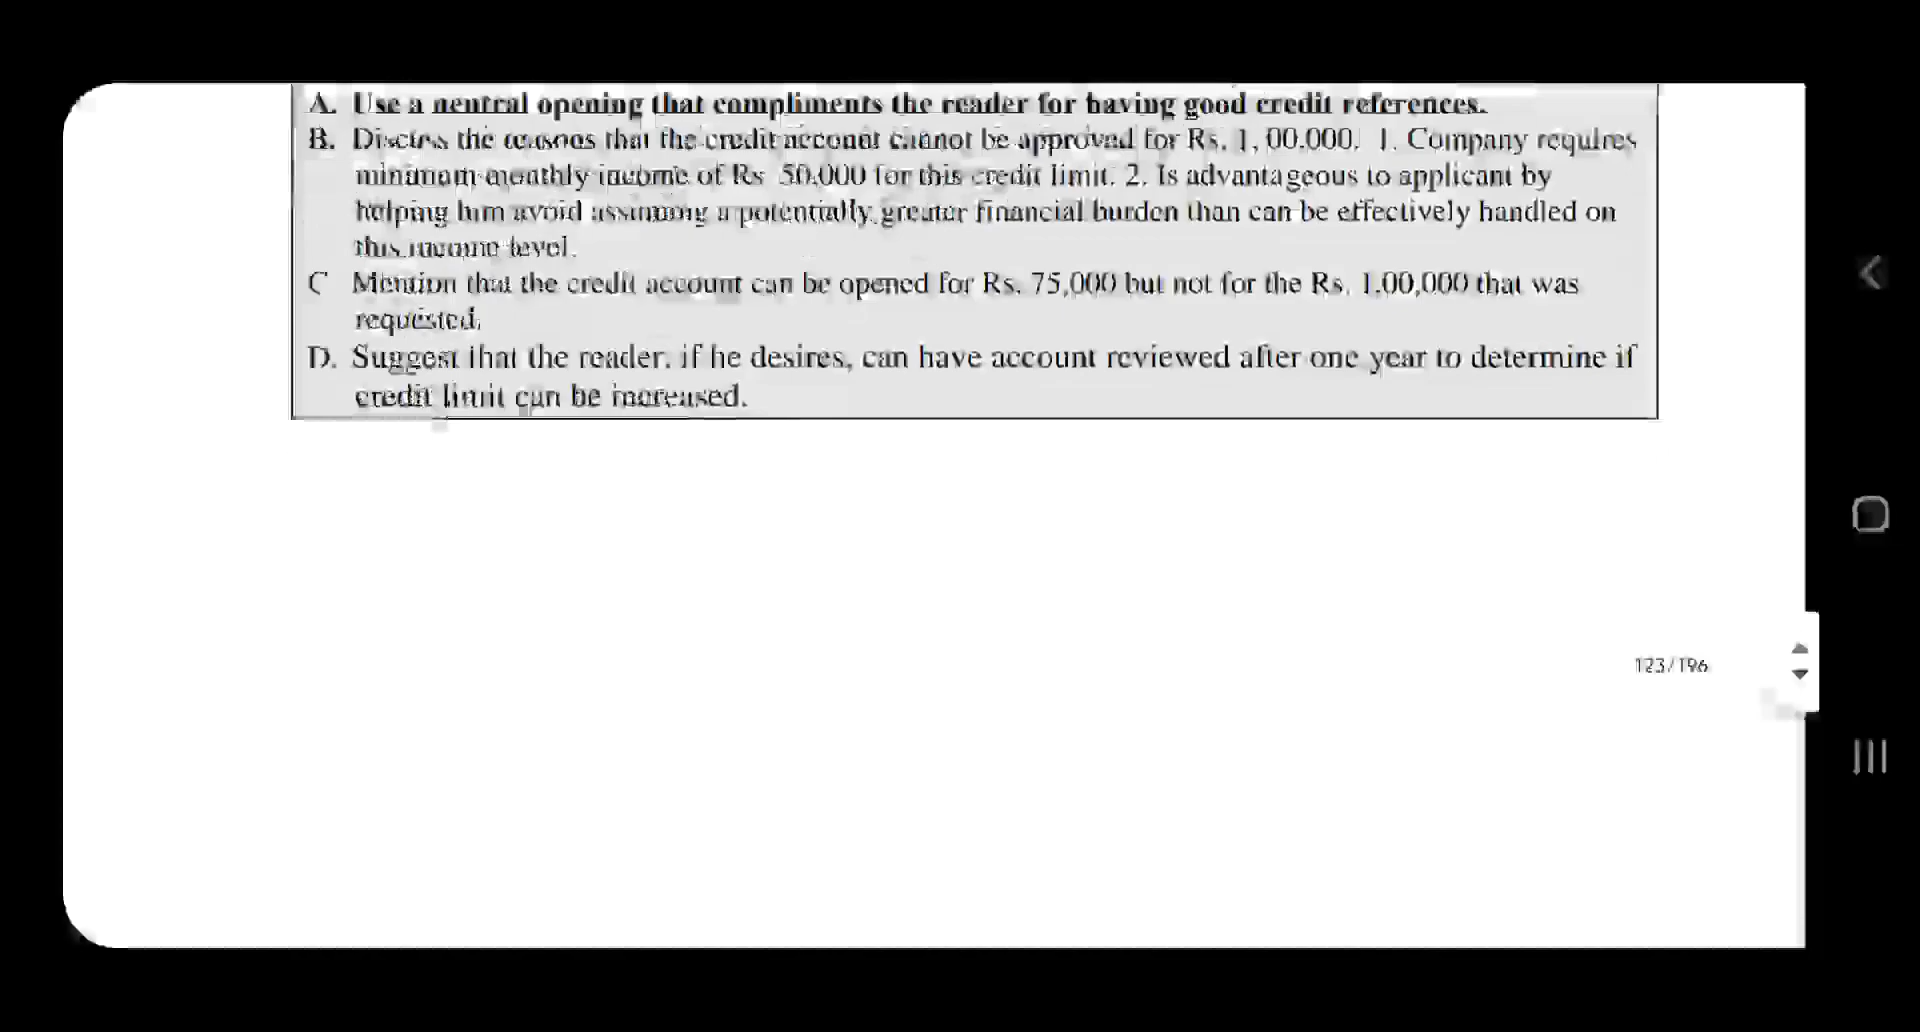 A. Use a neutral opening that compliments the reader for having good credit references.
B. Discuss the reasons that the credit account cannot be approved for Rs. 1, 00,000. 1. Company requires
minimum monthly income of Rs 50,000 for this credit limit. 2. Is advantageous to applicant by
helping him avoid assuming a potentially greater financial burden than can be effectively handled on
this income level.
C Mention that the credit account can be opened for Rs. 75,000 but not for the Rs. 1,00,000 that was
requested.
D. Suggest that the reader, if he desires, can have account reviewed after one year to determine if
credit limit can be increased.
123/196